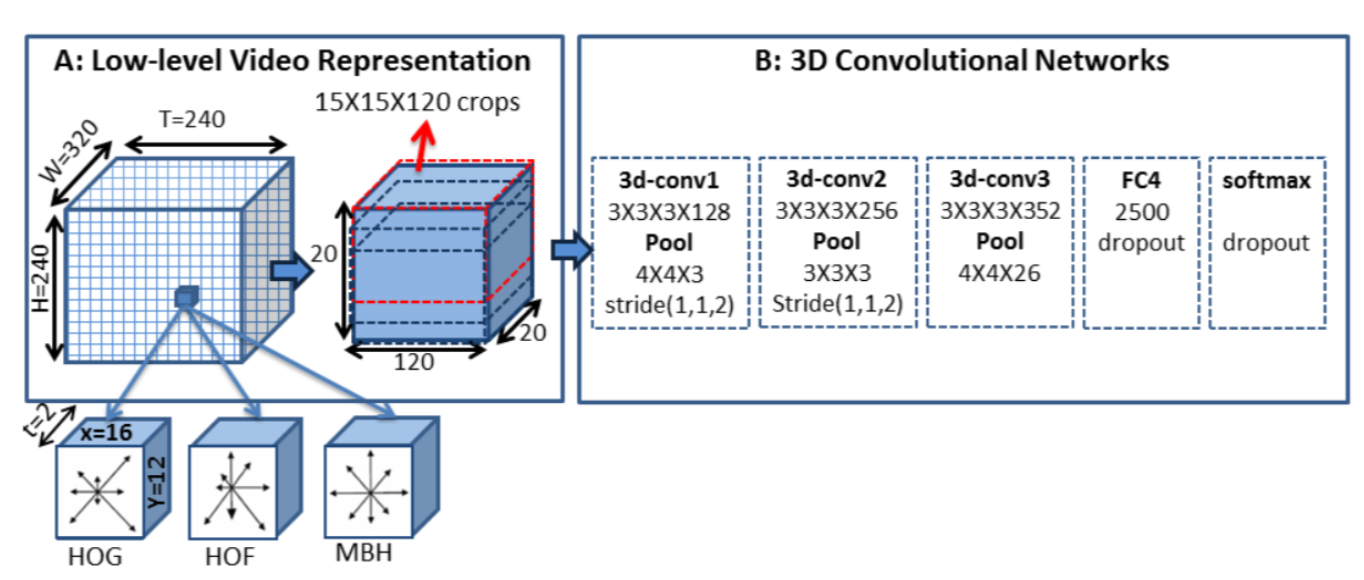 A: Low-level Video Representation
15X15X120 crops
T=240
W=320
H=240
20
20
120
t=2
x=16
Y=12
HOG
HOF
MBH
B: 3D Convolutional Networks
3d-conv1
3X3X3X128
Pool
4X4X3
stride(1,1,2)
3d-conv2
3X3X3X256
Pool
3X3X3
Stride(1,1,2)
3d-conv3
3X3X3X352
Pool
4X4X26
FC4
2500
dropout
softmax
dropout